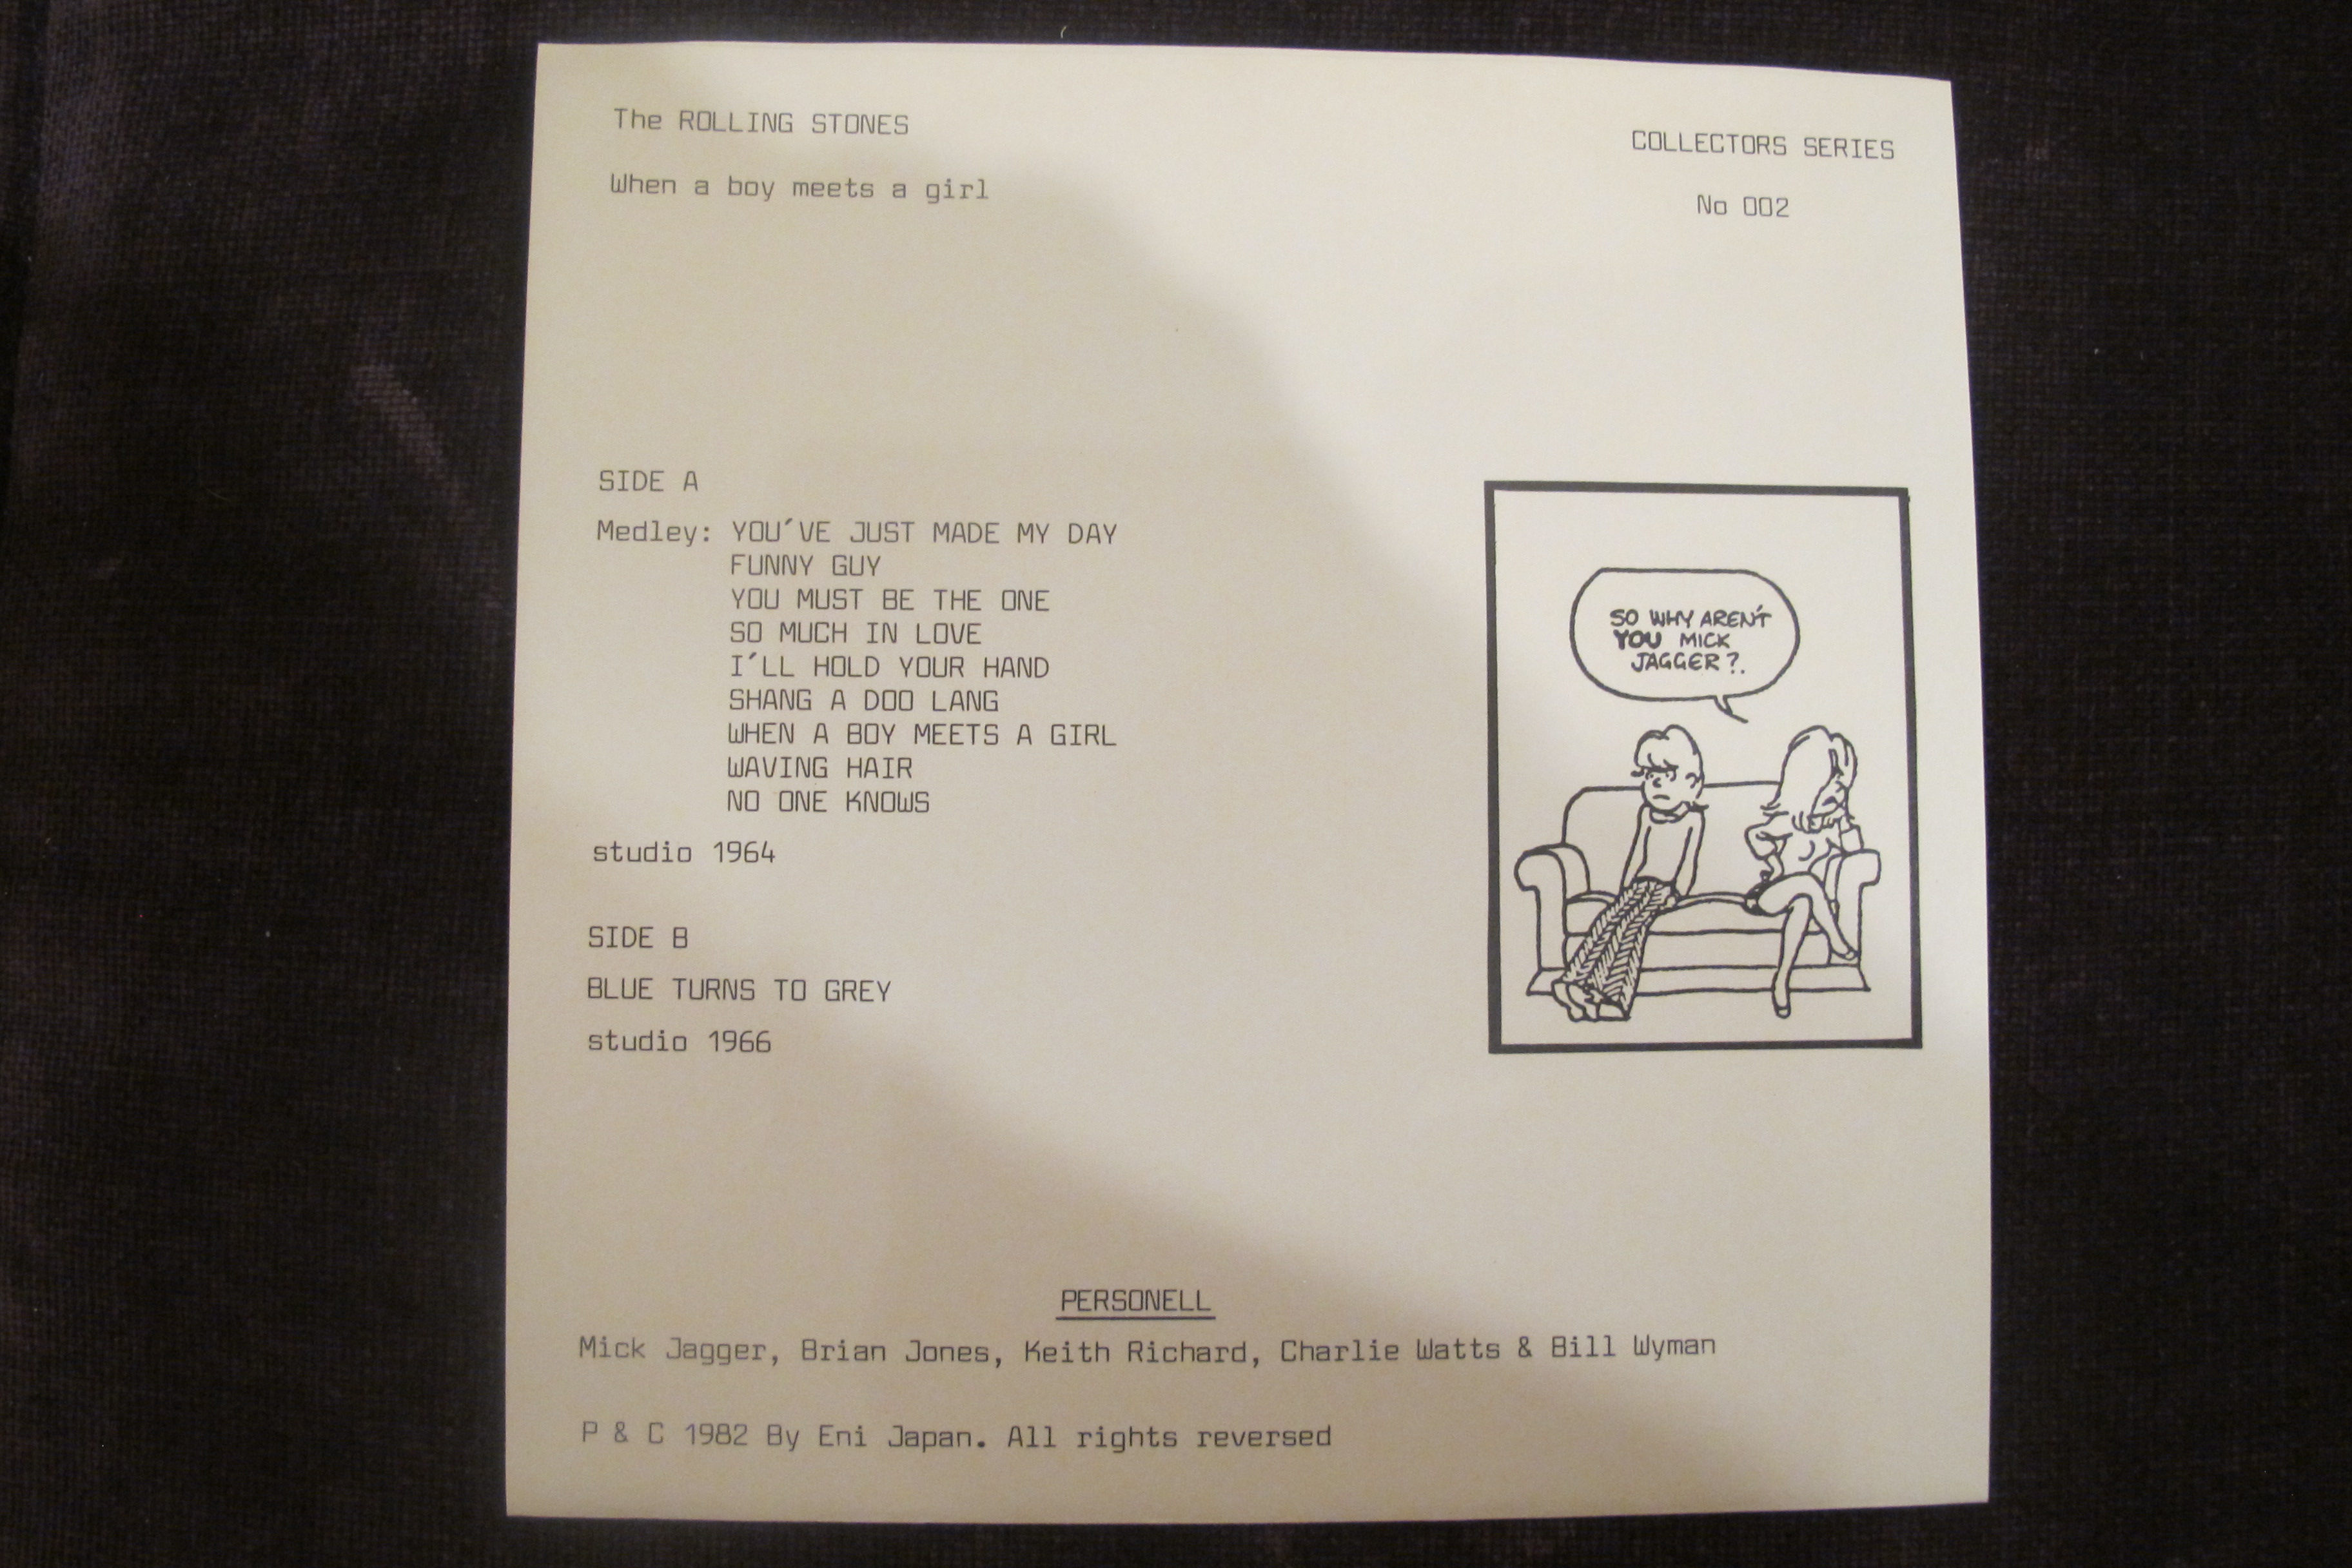 The ROLLING STONES
When a boy meets a girl
COLLECTORS SERIES
No 002
SIDE A
Medley: YOU´VE JUST MADE MY DAY
FUNNY GUY
YOU MUST BE THE ONE
SO MUCH IN LOVE
I´LL HOLD YOUR HAND
SHANG A DOO LANG
WHEN A BOY MEETS A GIRL
WAVING HAIR
NO ONE KNOWS
studio 1964
SIDE B
BLUE TURNS TO GREY
studio 1966
SO WHY AREN'T
YOU MICK
JAGGER?.
PERSONELL
Mick Jagger, Brian Jones, Keith Richard, Charlie Watts & Bill Wyman
P & C 1982 By Eni Japan. All rights reversed